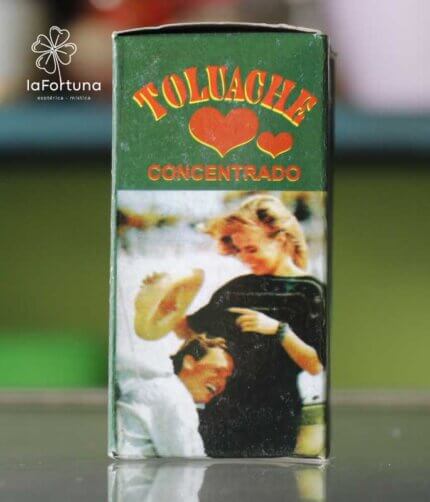 laFortuna
esotérica - mística
TOLUACHE
CONCENTRADO